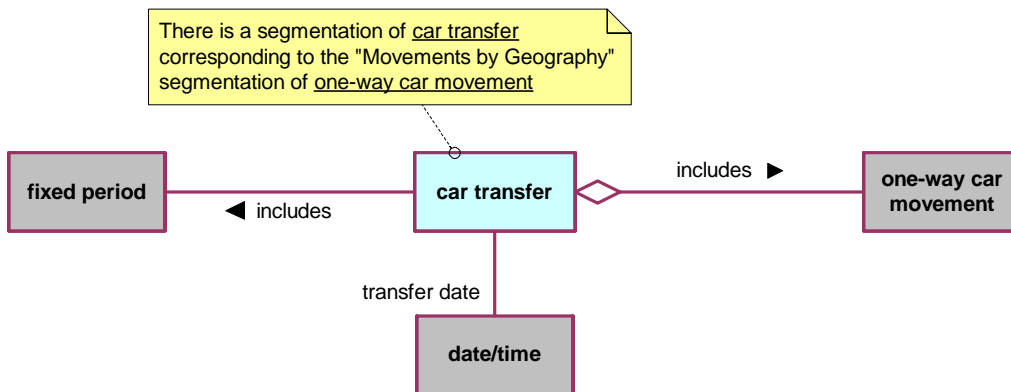 There is a segmentation of car transfer
corresponding to the "Movements by Geography"
segmentation of one-way car movement
fixed period
car transfer
one-way car
movement
includes ►
◄ includes
transfer date
date/time